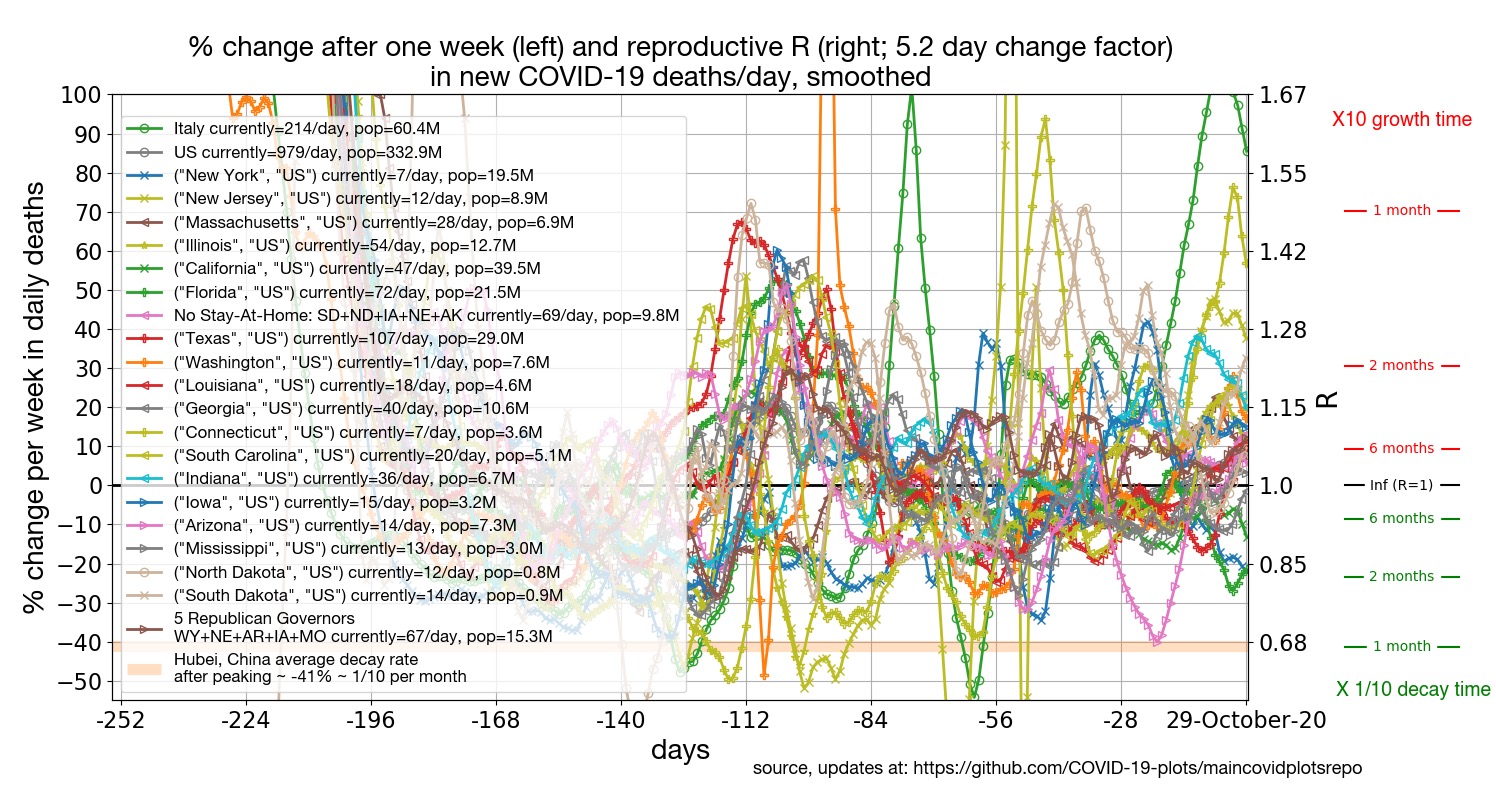 % change after one week (left) and reproductive R (right; 5.2 day change factor)
in new COVID-19 deaths/day, smoothed
% change per week in daily deaths
100
90
80
70
60
50
40
30
20
10
0
−10
−20
−30
−40
−50
Italy currently=214/day, pop=60.4M
US currently=979/day, pop=332.9M
("New York", "US") currently=7/day, pop=19.5M
("New Jersey", "US") currently=12/day, pop=8.9M
("Massachusetts", "US") currently=28/day, pop=6.9M
("Illinois", "US") currently=54/day, pop=12.7M
("California", "US") currently=47/day, pop=39.5M
("Florida", "US") currently=72/day, pop=21.5M
No Stay-At-Home: SD+ND+IA+NE+AK currently=69/day, pop=9.8M
("Texas", "US") currently=107/day, pop=29.0M
("Washington", "US") currently=11/day, pop=7.6M
("Louisiana", "US") currently=18/day, pop=4.6M
("Georgia", "US") currently=40/day, pop=10.6M
("Connecticut", "US") currently=7/day, pop=3.6M
("South Carolina", "US") currently=20/day, pop=5.1M
("Indiana", "US") currently=36/day, pop=6.7M
("Iowa", "US") currently=15/day, pop=3.2M
("Arizona", "US") currently=14/day, pop=7.3M
("Mississippi", "US") currently=13/day, pop=3.0M
("North Dakota", "US") currently=12/day, pop=0.8M
("South Dakota", "US") currently=14/day, pop=0.9M
5 Republican Governors
WY+NE+AR+IA+MO currently=67/day, pop=15.3M
Hubei, China average decay rate
after peaking ~ -41% ~ 1/10 per month
1.67
1.55
1.42
1.28
1.15
1.0
0.85
0.68
R
X10 growth time
1 month
2 months
6 months
Inf (R=1)
6 months
2 months
1 month
X 1/10 decay time
-252
-224
-196
-168
-140
-112
-84
-56
-28
29-October-20
days
source, updates at: https://github.com/COVID-19-plots/maincovidplotsrepo